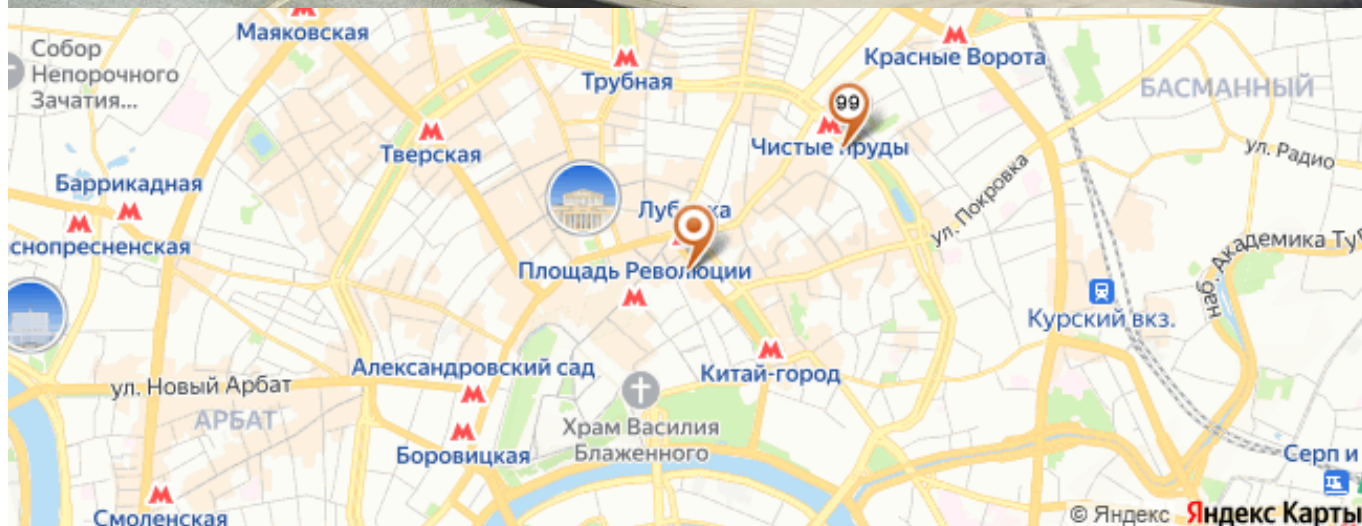 Маяковская
Собор
Непорочного
Зачатия...
Трубная
Красные Ворота
БАСМАННЫЙ
99
Тверская
Чистые пруды
ул. Радио
Баррикадная
ул. Покровка
снопресненская
Площадь Революции
наб. Академика Туп
Курский вкз.
Александровский сад
ул. Новый Арбат
Китай-город
АРБАТ
Храм Василия
Блаженного
Боровицкая
Серп и
Смоленская
© Яндекс Яндекс Карты